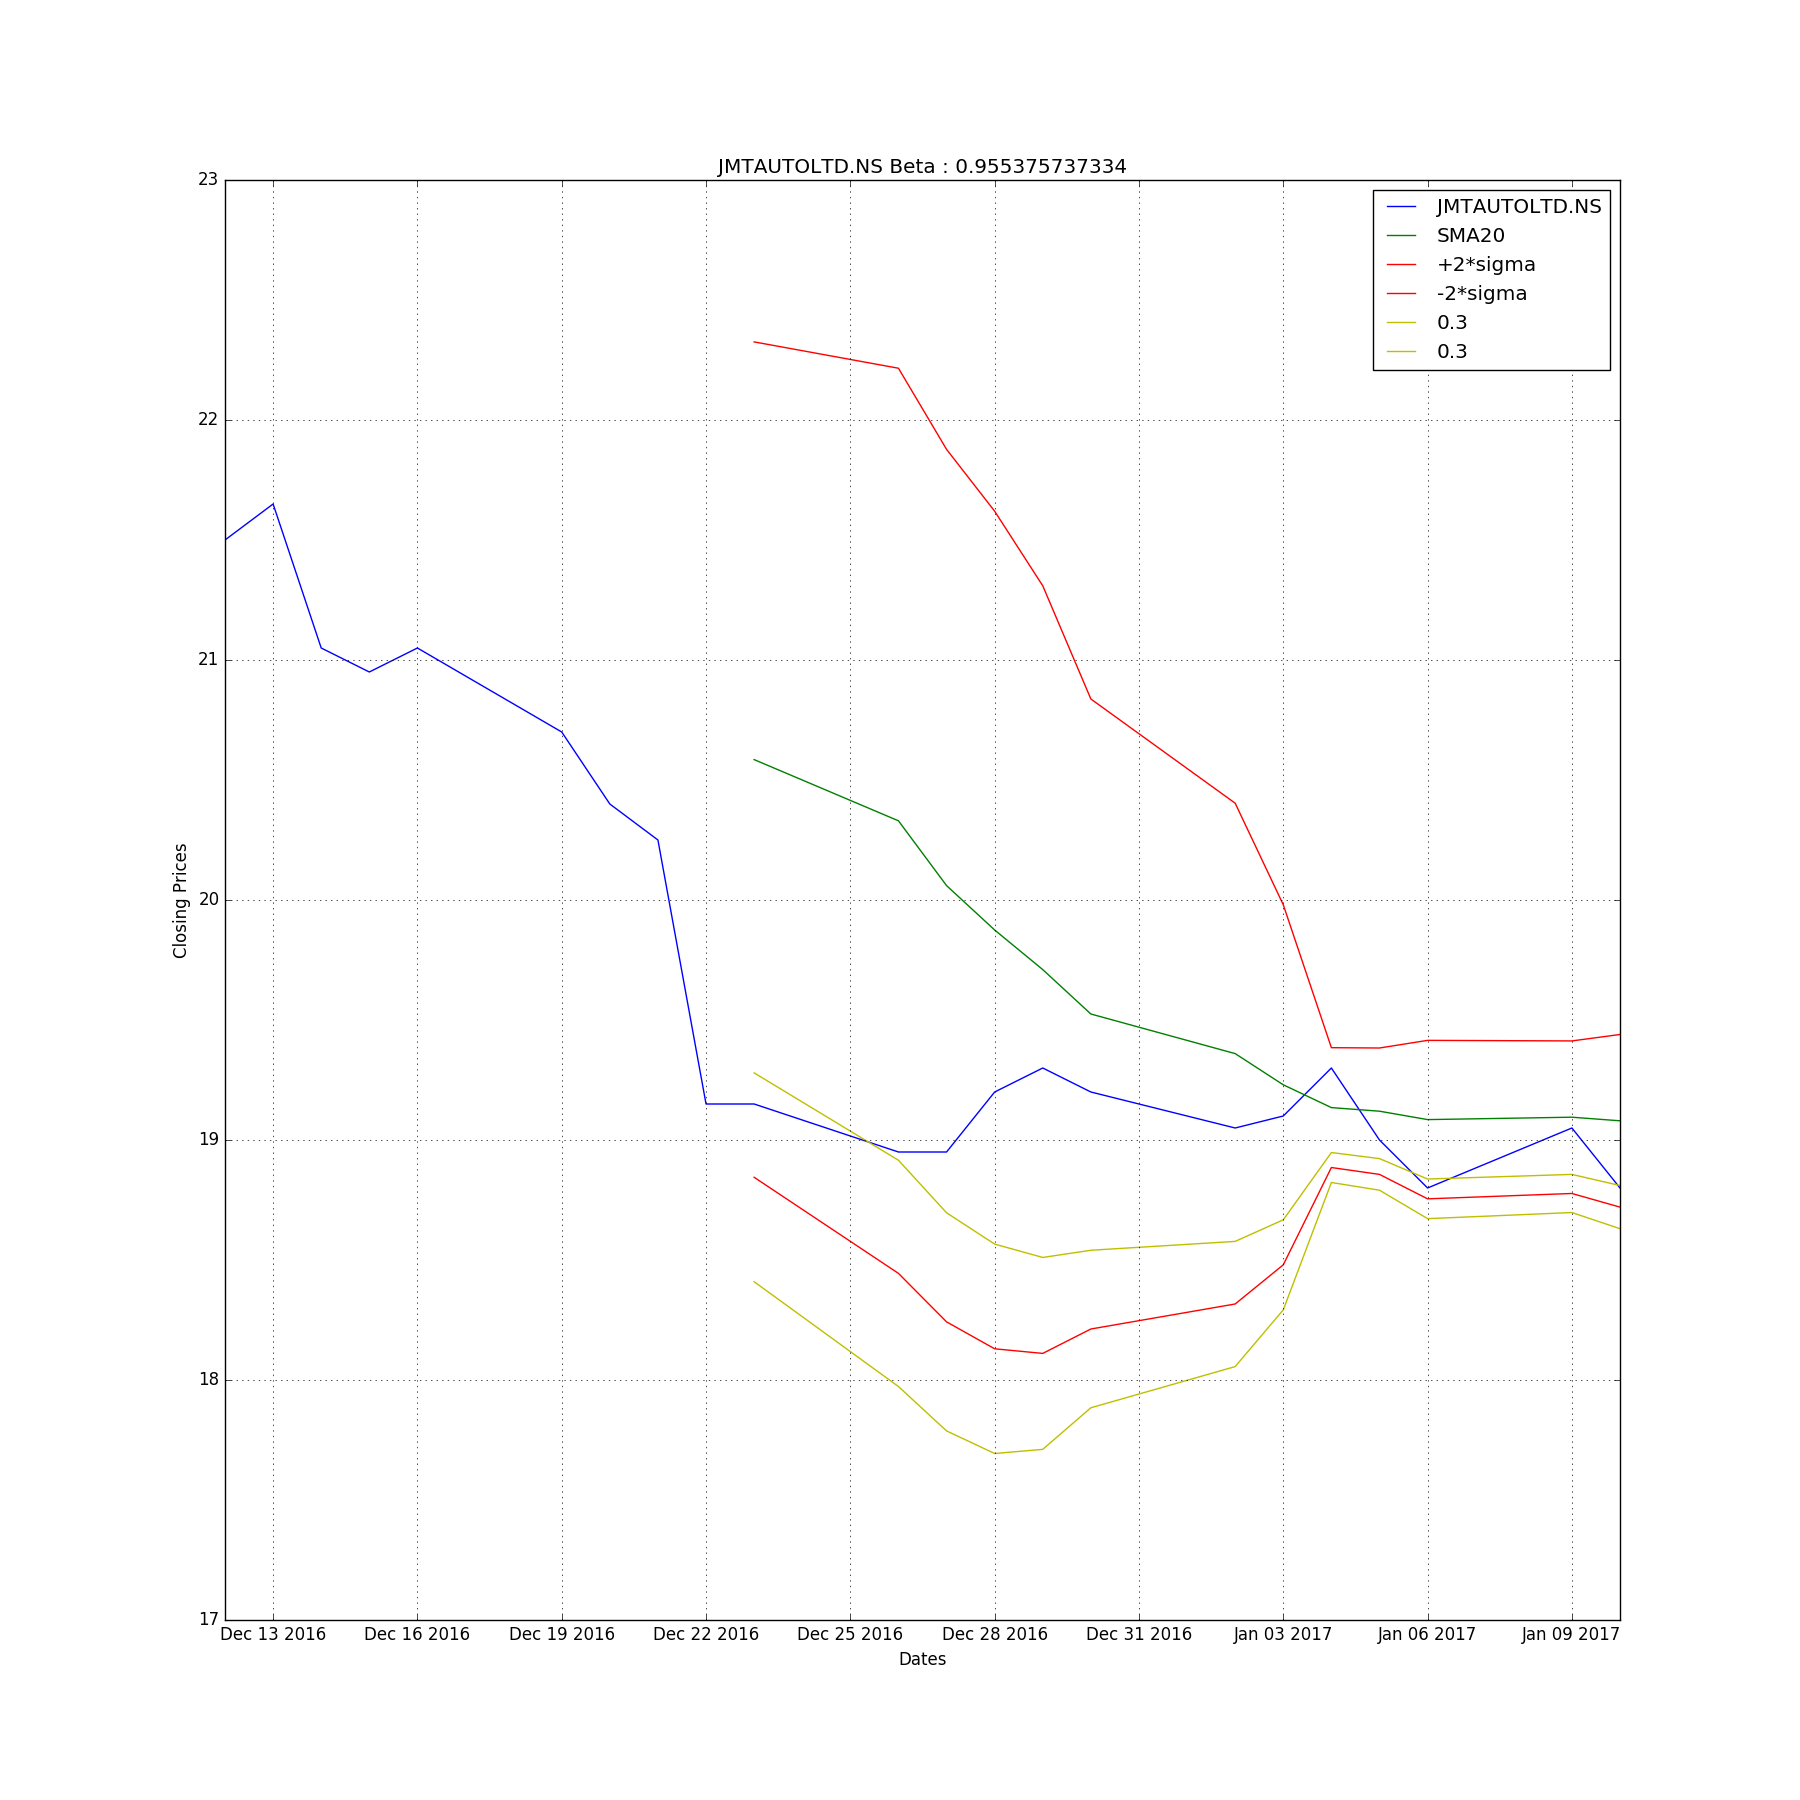 JMTAUTOLTD.NS Beta : 0.955375737334
JMTAUTOLTD.NS
SMA20
+2*sigma
-2*sigma
0.3
0.3
Closing Prices
23
22
21
20
19
18
17
Dec 13 2016 Dec 16 2016 Dec 19 2016 Dec 22 2016 Dec 25 2016 Dec 28 2016 Dec 31 2016 Jan 03 2017 Jan 06 2017 Jan 09 2017
Dates